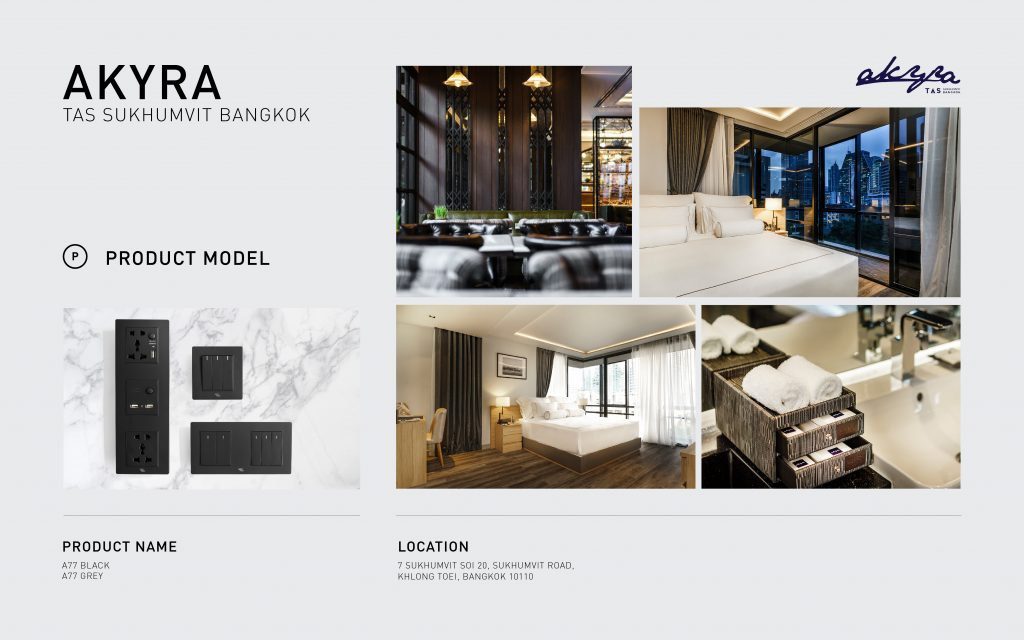 AKYRA
TAS SUKHUMVIT BANGKOK
akyra
TAS
P
PRODUCT MODEL
PRODUCT NAME
A77 BLACK
A77 GREY
LOCATION
7 SUKHUMVIT SOI 20, SUKHUMVIT ROAD,
KHLONG TOEI, BANGKOK 10110